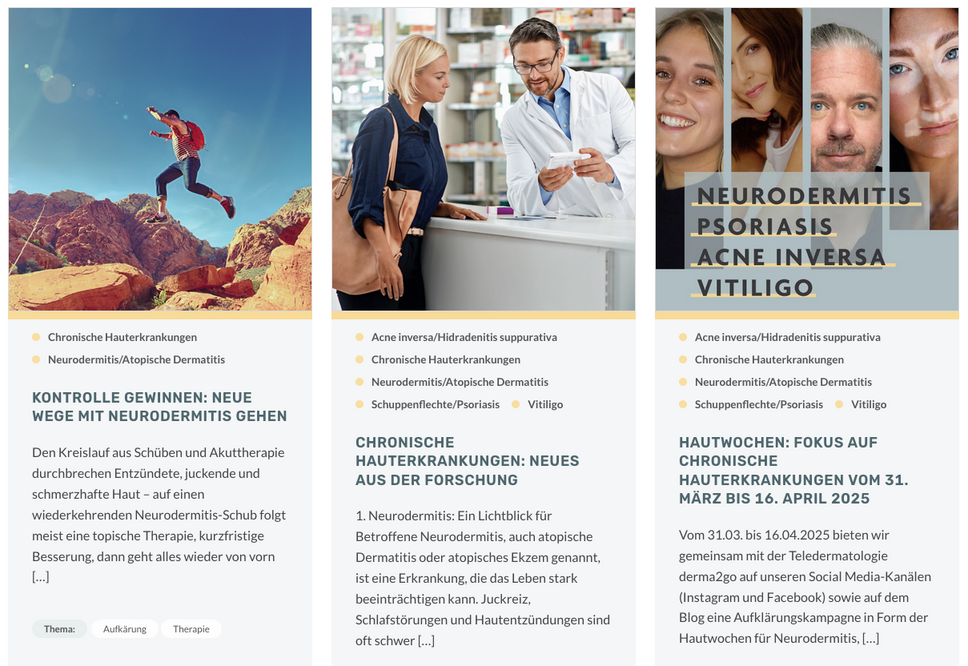 Chronische Hauterkrankungen
Neurodermitis/Atopische Dermatitis
KONTROLLE GEWINNEN: NEUE
WEGE MIT NEURODERMITIS GEHEN
Den Kreislauf aus Schüben und Akuttherapie
durchbrechen Entzündete, juckende und
schmerzhafte Haut – auf einen
wiederkehrenden Neurodermitis-Schub folgt
meist eine topische Therapie, kurzfristige
Besserung, dann geht alles wieder von vorn
[…]
Thema: Aufkärung Therapie
Acne inversa/Hidradenitis suppurativa
Chronische Hauterkrankungen
Neurodermitis/Atopische Dermatitis
Schuppenflechte/Psoriasis Vitiligo
CHRONISCHE
HAUTERKRANKUNGEN: NEUES
AUS DER FORSCHUNG
1. Neurodermitis: Ein Lichtblick für
Betroffene Neurodermitis, auch atopische
Dermatitis oder atopisches Ekzem genannt,
ist eine Erkrankung, die das Leben stark
beeinträchtigen kann. Juckreiz,
Schlafstörungen und Hautentzündungen sind
oft schwer […]
NEURODERMITIS
PSORIASIS
ACNE INVERSA
VITILIGO
Acne inversa/Hidradenitis suppurativa
Chronische Hauterkrankungen
Neurodermitis/Atopische Dermatitis
Schuppenflechte/Psoriasis Vitiligo
HAUTWOCHEN: FOKUS AUF
CHRONISCHE
HAUTERKRANKUNGEN VOM 31.
MÄRZ BIS 16. APRIL 2025
Vom 31.03. bis 16.04.2025 bieten wir
gemeinsam mit der Teledermatologie
derma2go auf unseren Social Media-Kanälen
(Instagram und Facebook) sowie auf dem
Blog eine Aufklärungskampagne in Form der
Hautwochen für Neurodermitis, […]